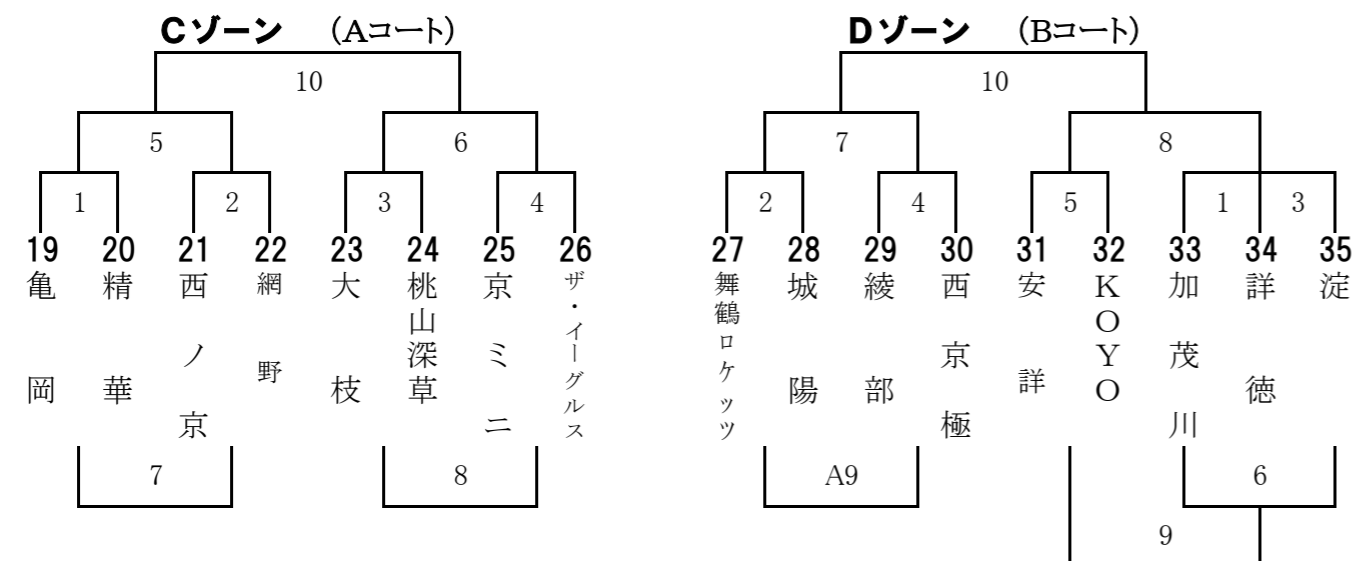 Cゾーン (Aコート)
10
5 6
1 2 3 4
19 20 21 22 23 24 25 26
亀岡
精華
西ノ京
網野
大枝
桃山深草
京ミニ
ザ・イーグルス
7 8
Dゾーン (Bコート)
10
7 8
2 4 5 1 3
27 28 29 30 31 32 33 34 35
舞鶴ロケッツ
城陽
綾部
西京極
安詳
KOYO
加茂川
詳徳
淀
A9 6
9